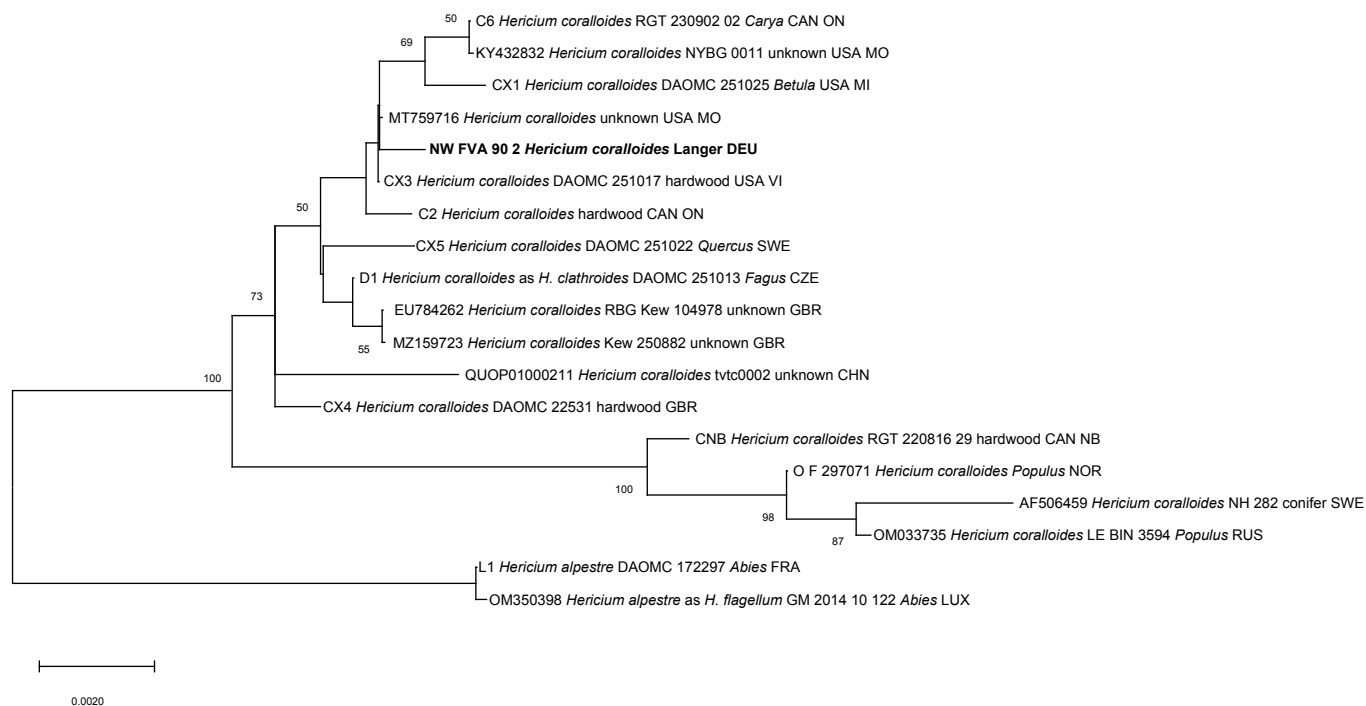 50
C6 Hericium coralloides RGT 230902 02 Carya CAN ON
KY432832 Hericium coralloides NYBG 0011 unknown USA MO
69
CX1 Hericium coralloides DAOMC 251025 Betula USA MI
MT759716 Hericium coralloides unknown USA MO
NW FVA 90 2 Hericium coralloides Langer DEU
CX3 Hericium coralloides DAOMC 251017 hardwood USA VI
50
C2 Hericium coralloides hardwood CAN ON
CX5 Hericium coralloides DAOMC 251022 Quercus SWE
D1 Hericium coralloides as H. clathroides DAOMC 251013 Fagus CZE
73
EU784262 Hericium coralloides RBG Kew 104978 unknown GBR
MZ159723 Hericium coralloides Kew 250882 unknown GBR
55
QUOP01000211 Hericium coralloides tvtc0002 unknown CHN
100
CX4 Hericium coralloides DAOMC 22531 hardwood GBR
CNB Hericium coralloides RGT 220816 29 hardwood CAN NB
O F 297071 Hericium coralloides Populus NOR
100
AF506459 Hericium coralloides NH 282 conifer SWE
98
OM033735 Hericium coralloides LE BIN 3594 Populus RUS
87
L1 Hericium alpestre DAOMC 172297 Abies FRA
OM350398 Hericium alpestre as H. flagellum GM 2014 10 122 Abies LUX
0.0020